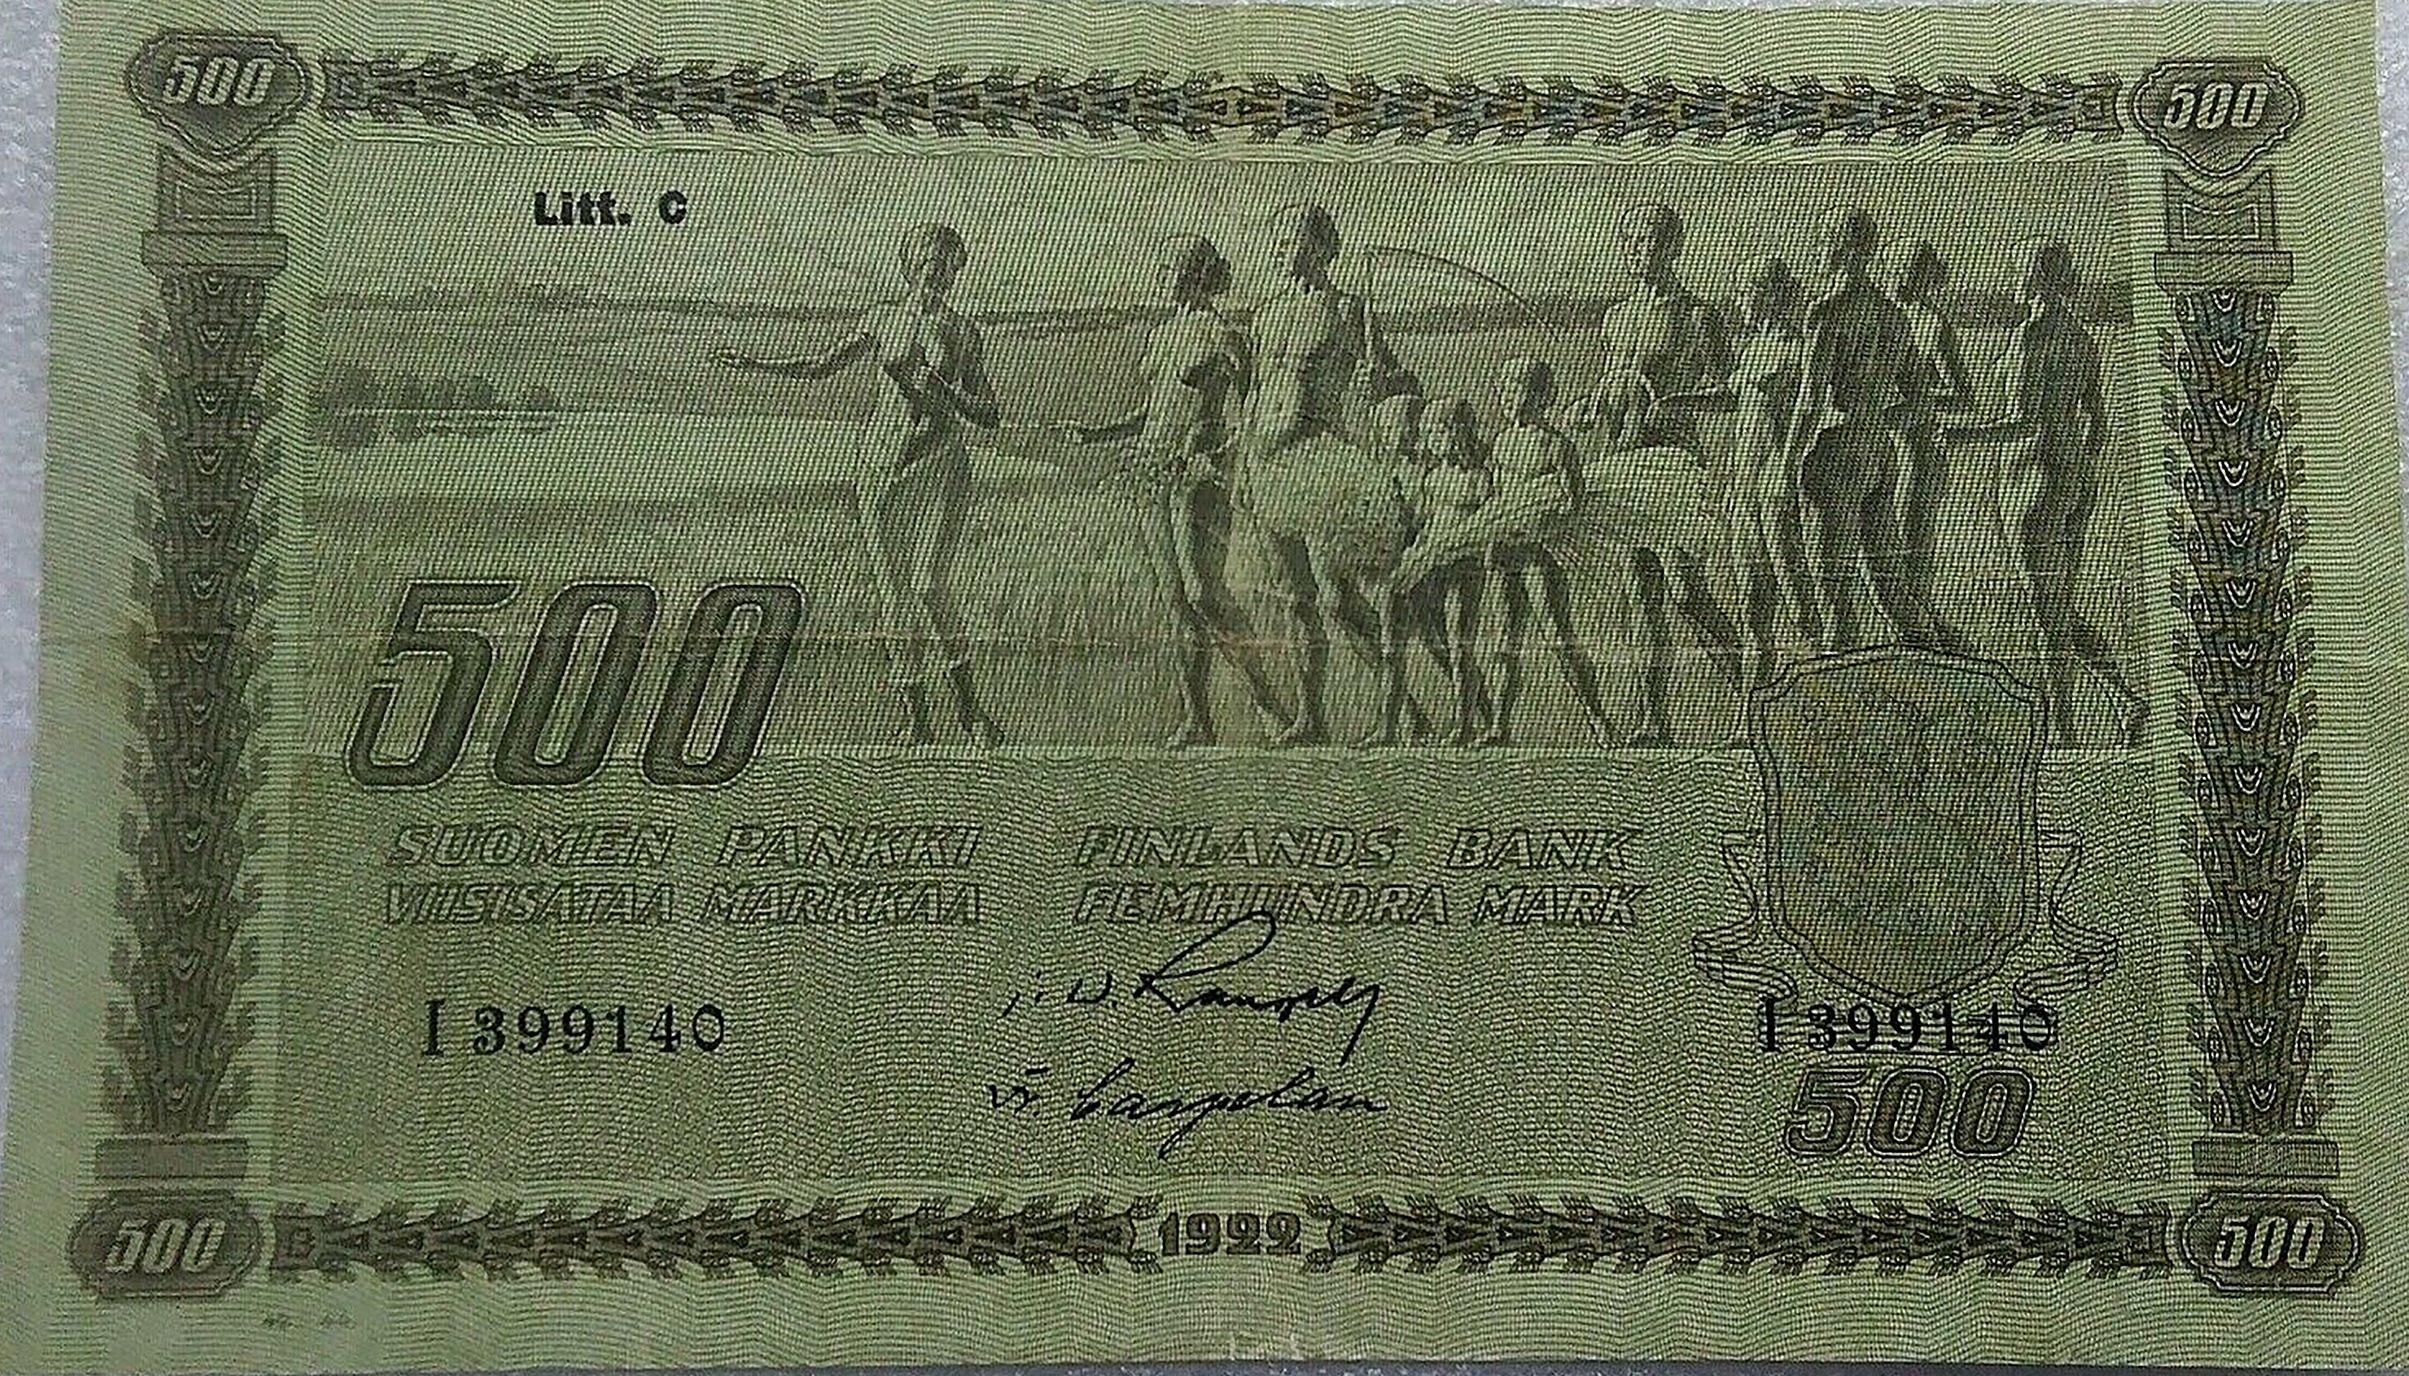 500 500
Litt. C
500
SUOMEN PANKKI FINLANDS BANK
VIISISATAA MARKKAA FEMHUNDRA MARK
I 399140 I 399140
500
500 1922 500